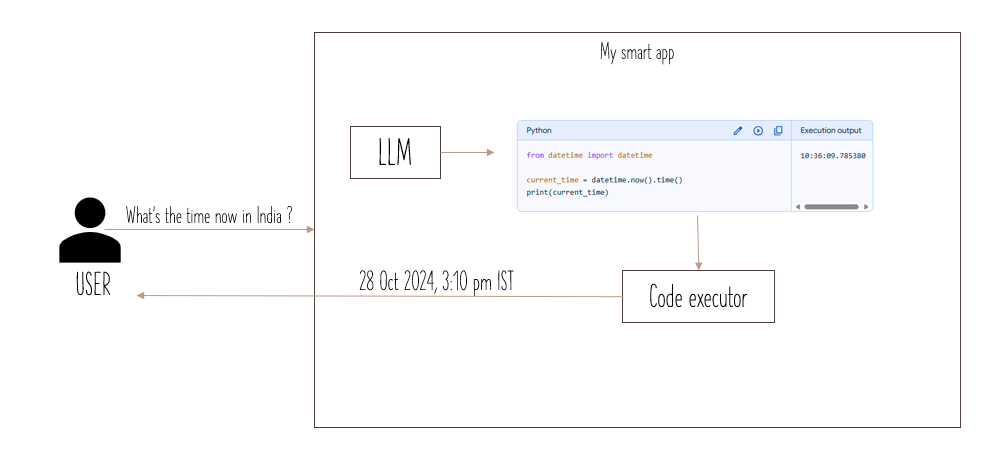 My smart app
LLM
Python
Execution output
from datetime import datetime
10:36:09.785380
current_time = datetime.now().time()
print(current_time)
What's the time now in India ?
USER
28 Oct 2024, 3:10 pm IST
Code executor